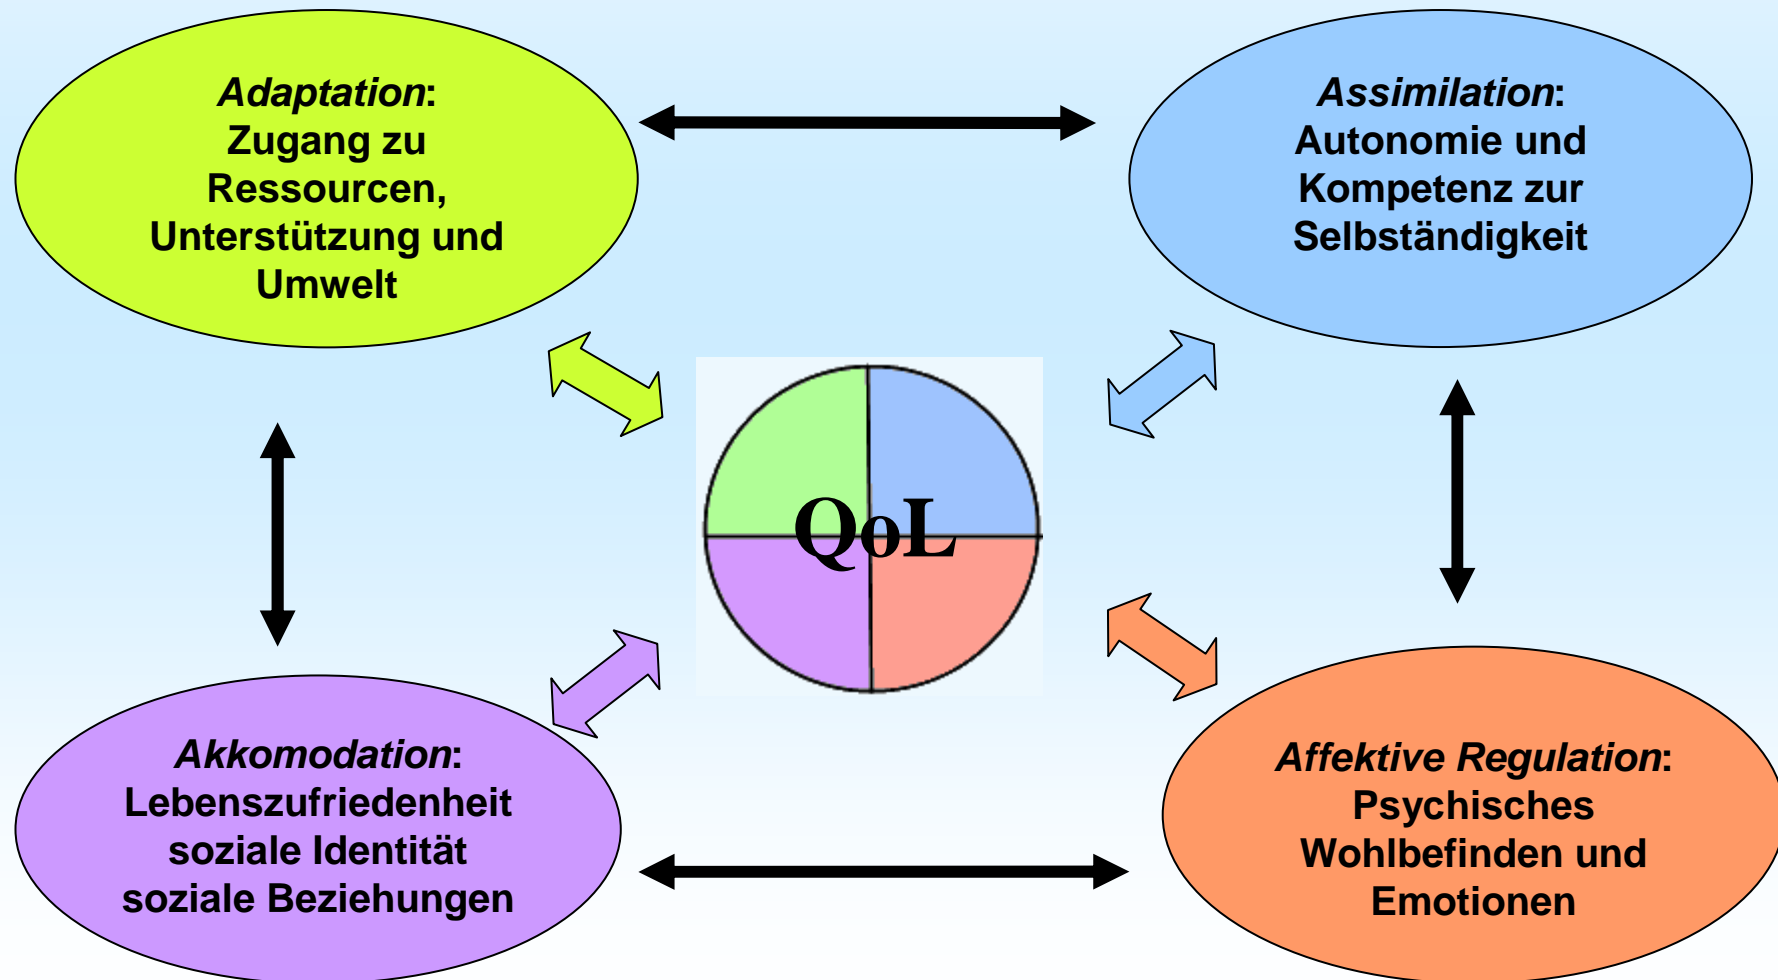 Adaptation:
Zugang zu
Ressourcen,
Unterstützung und
Umwelt
Assimilation:
Autonomie und
Kompetenz zur
Selbständigkeit
QoL
Akkomodation:
Lebenszufriedenheit
soziale Identität
soziale Beziehungen
Affektive Regulation:
Psychisches
Wohlbefinden und
Emotionen